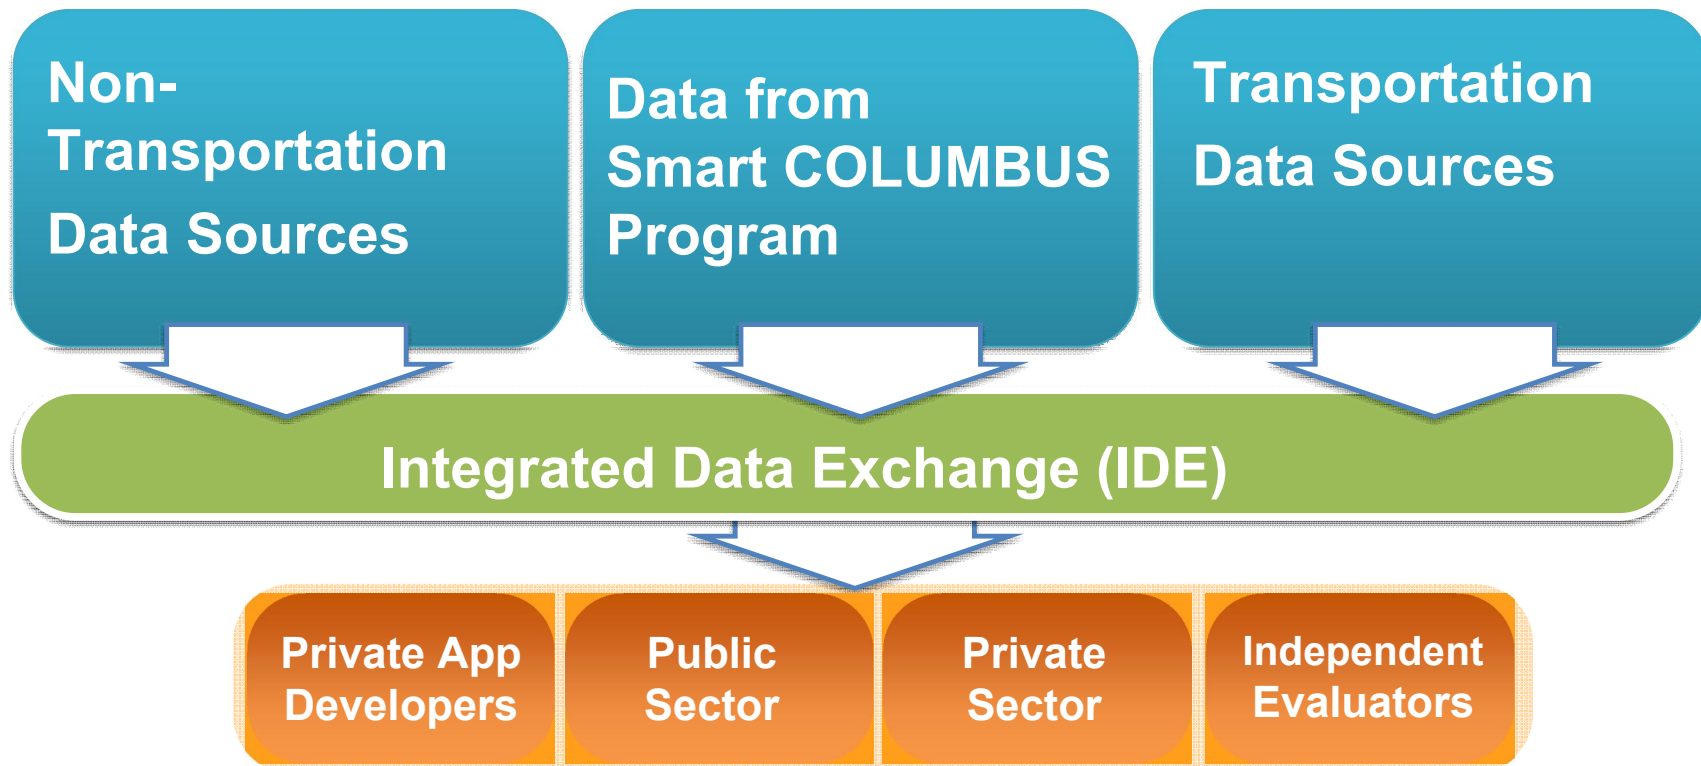 Non-
Transportation
Data Sources
Data from
Smart COLUMBUS
Program
Transportation
Data Sources
Integrated Data Exchange (IDE)
Private App
Developers
Public
Sector
Private
Sector
Independent
Evaluators